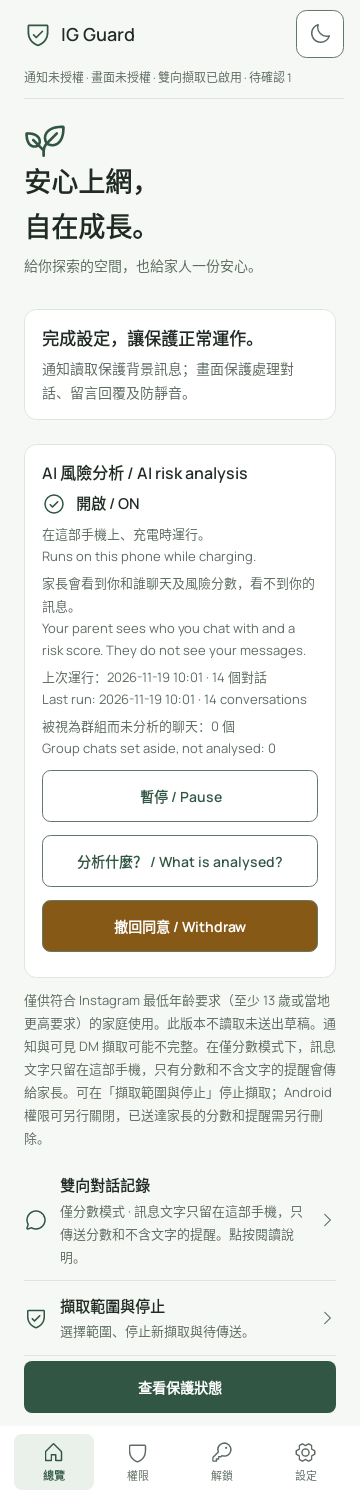 IG Guard
通知未授權 · 畫面未授權 · 雙向擷取已啟用 · 待確認 1
安心上網，
自在成長。
給你探索的空間，也給家人一份安心。
完成設定，讓保護正常運作。
通知讀取保護背景訊息；畫面保護處理對
話、留言回覆及防靜音。
AI 風險分析 / AI risk analysis
開啟 / ON
在這部手機上、充電時運行。
Runs on this phone while charging.
家長會看到你和誰聊天及風險分數，看不到你的
訊息。
Your parent sees who you chat with and a
risk score. They do not see your messages.
上次運行：2026-11-19 10:01 · 14 個對話
Last run: 2026-11-19 10:01 · 14 conversations
被視為群組而未分析的聊天：0 個
Group chats set aside, not analysed: 0
暫停 / Pause
分析什麼？ / What is analysed?
撤回同意 / Withdraw
僅供符合 Instagram 最低年齡要求（至少 13 歲或當地
更高要求）的家庭使用。此版本不讀取未送出草稿。通
知與可見 DM 擷取可能不完整。在僅分數模式下，訊息
文字只留在這部手機，只有分數和不含文字的提醒會傳
給家長。可在「擷取範圍與停止」停止擷取；Android
權限可另行關閉，已送達家長的分數和提醒需另行刪
除。
雙向對話記錄
僅分數模式 · 訊息文字只留在這部手機，只
傳送分數和不含文字的提醒。點按閱讀說
明。
擷取範圍與停止
選擇範圍、停止新擷取與待傳送。
查看保護狀態
總覽
權限
解鎖
設定